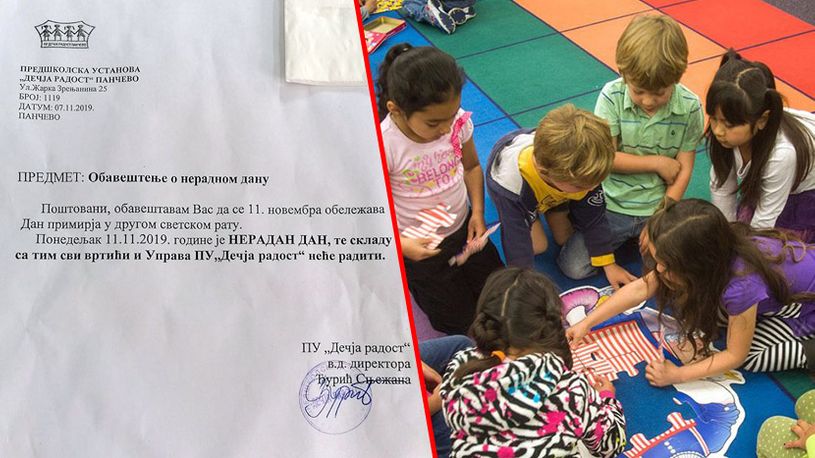 ПРЕДШКОЛСКА УСТАНОВА
„ДЕЧЈА РАДОСТ“ ПАНЧЕВО
Ул.Жарка Зрењанина 25
БРОЈ: 1119
ДАТУМ: 07.11.2019.
ПАНЧЕВО
ПРЕДМЕТ: Обавештење о нерадном дану
Поштовани, обавештавам Вас да се 11. новембра обележава
Дан примирја у другом светском рату.
Понедељак 11.11.2019. године је НЕРАДАН ДАН, те складу
са тим сви вртићи и Управа ПУ„Дечја радост“ неће радити.
ПУ „Дечја радост“
в.д. директора
Ђурић Сњежана